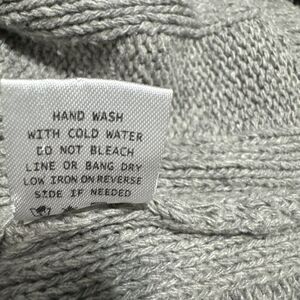 HAND WASH
WITH COLD WATER
DO NOT BLEACH
LINE OR BANG DRY
LOW IRON ON REVERSE
SIDE IF NEEDED